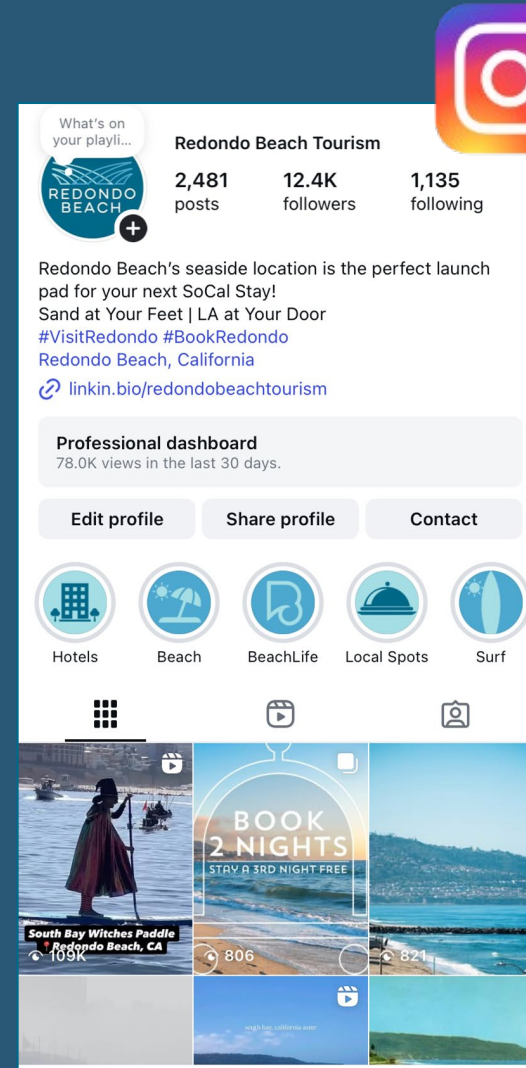 What's on
your playli...
REDONDO
BEACH
Redondo Beach Tourism
2,481 12.4K 1,135
posts followers following
Redondo Beach's seaside location is the perfect launch
pad for your next SoCal Stay!
Sand at Your Feet | LA at Your Door
#VisitRedondo #BookRedondo
Redondo Beach, California
linkin.bio/redondobeachtourism
Professional dashboard
78.0K views in the last 30 days.
Edit profile Share profile Contact
Hotels Beach BeachLife Local Spots Surf
BOOK
2 NIGHTS
STAY A 3RD NIGHT FREE
South Bay Witches Paddle
Redondo Beach, CA
109K 806 821
south bay, california asmr